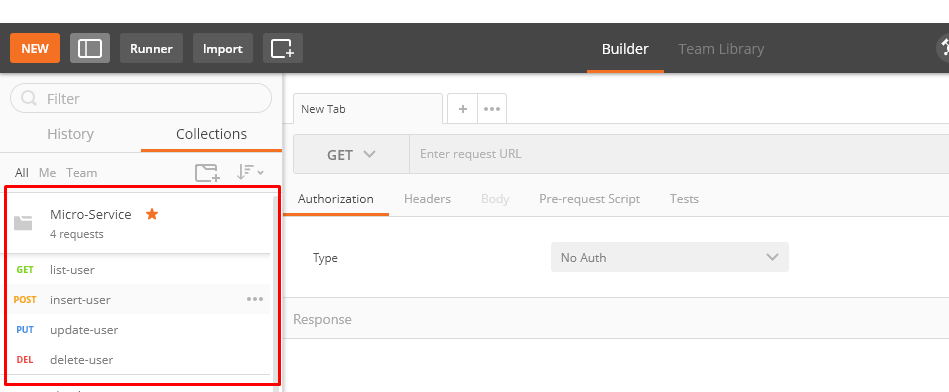 NEW Runner Import Builder Team Library
Filter
History Collections
All Me Team
Micro-Service
4 requests
GET list-user
POST insert-user
PUT update-user
DEL delete-user
New Tab
GET Enter request URL
Authorization Headers Body Pre-request Script Tests
Type No Auth
Response